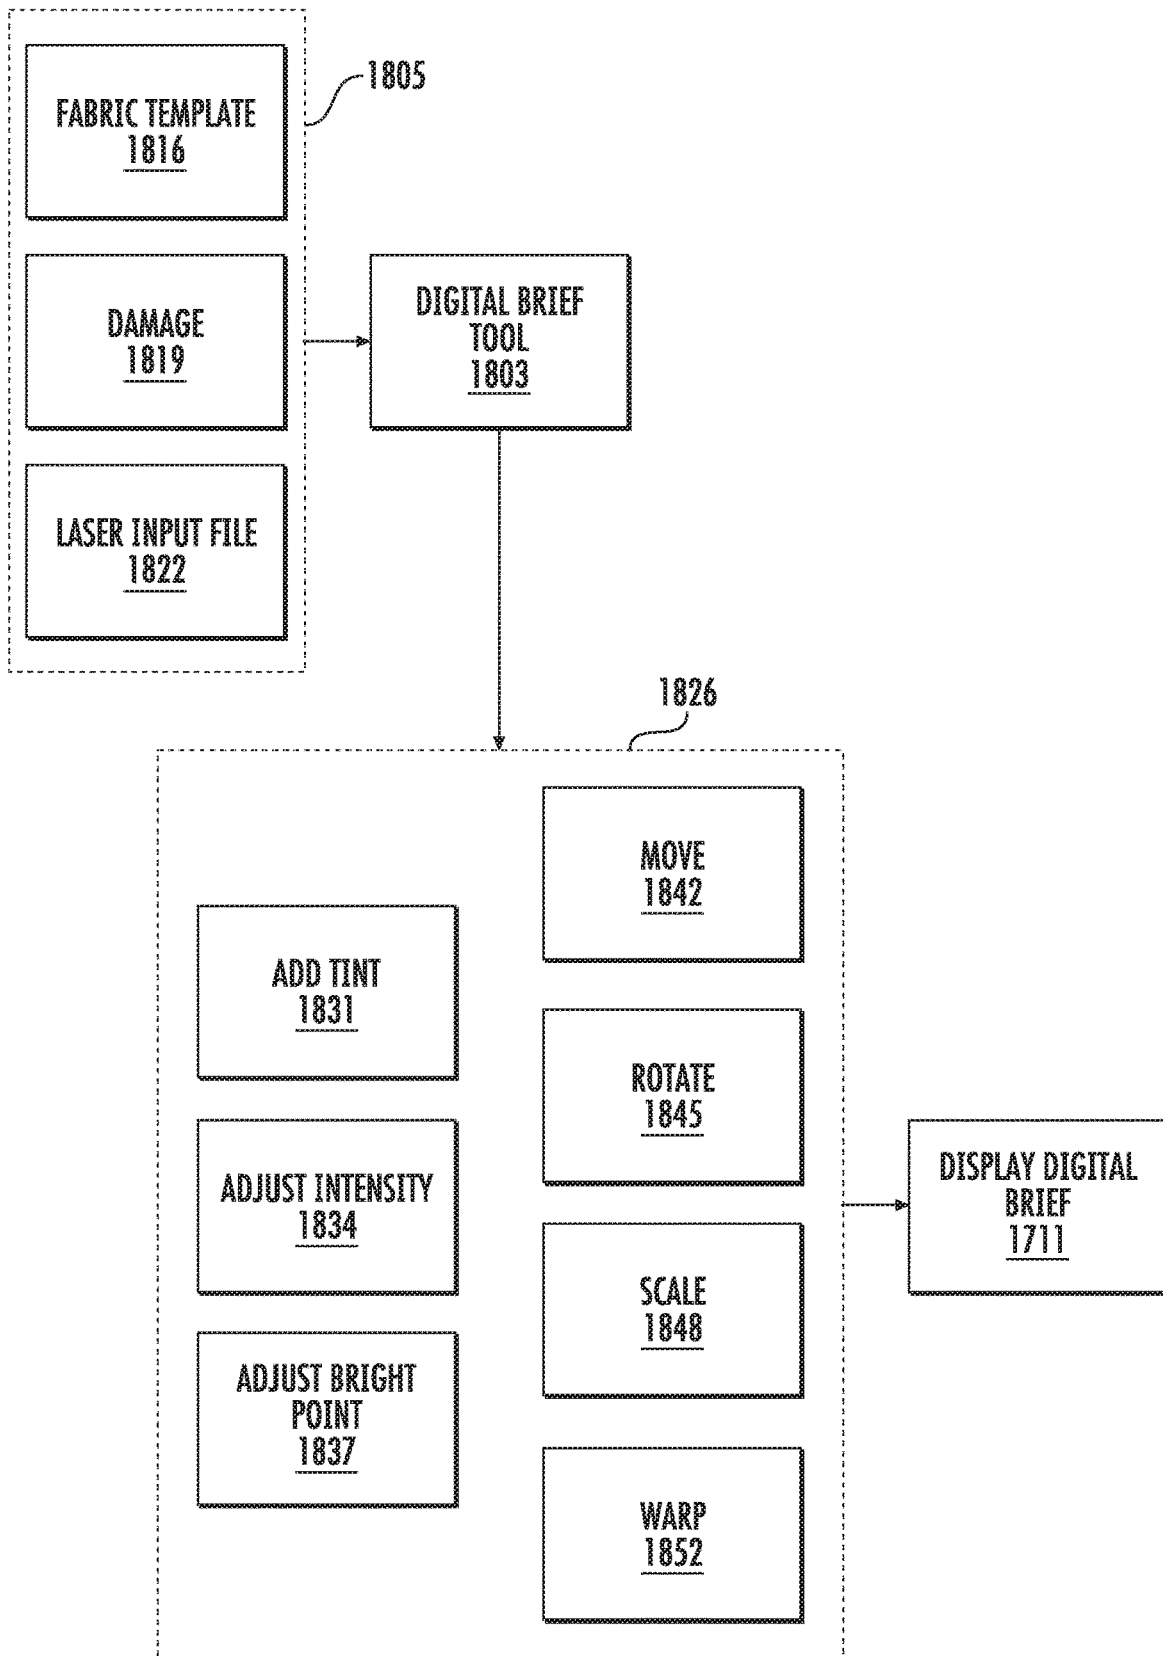 FABRIC TEMPLATE
1816
1805
DAMAGE
1819
DIGITAL BRIEF
TOOL
1803
LASER INPUT FILE
1822
1826
MOVE
1842
ADD TINT
1831
ROTATE
1845
ADJUST INTENSITY
1834
SCALE
1848
ADJUST BRIGHT
POINT
1837
WARP
1852
DISPLAY DIGITAL
BRIEF
1711